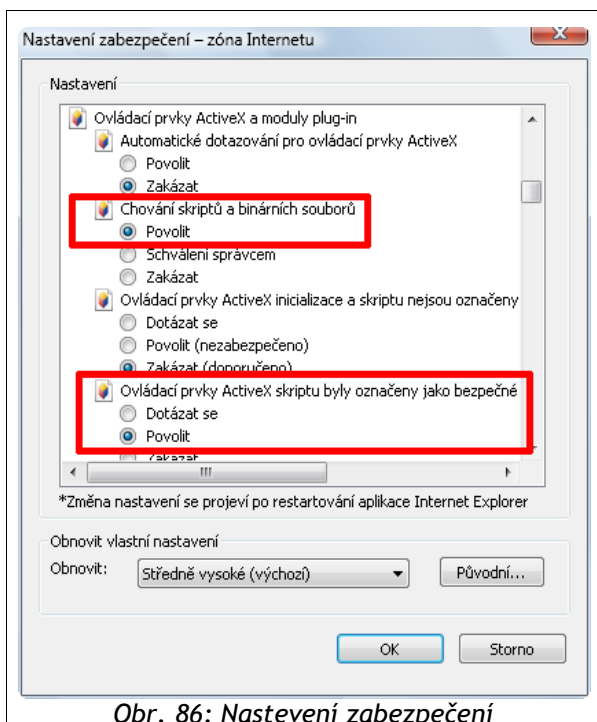 Nastavení zabezpečení – zóna Internetu
Nastavení
Ovládací prvky ActiveX a moduly plug-in
Automatické dotazování pro ovládací prvky ActiveX
Povolit
Zakázat
Chování skriptů a binárních souborů
Povolit
Schválení správcem
Zakázat
Ovládací prvky ActiveX inicializace a skriptu nejsou označeny
Dotázat se
Povolit (nezabezpečeno)
Zakázat (doporučeno)
Ovládací prvky ActiveX skriptu byly označeny jako bezpečné
Dotázat se
Povolit
Zakázat
*Změna nastavení se projeví po restartování aplikace Internet Explorer
Obnovit vlastní nastavení
Obnovit: Středně vysoké (výchozí) Původní...
OK Storno
Obr. 86: Nastevení zabezpečení